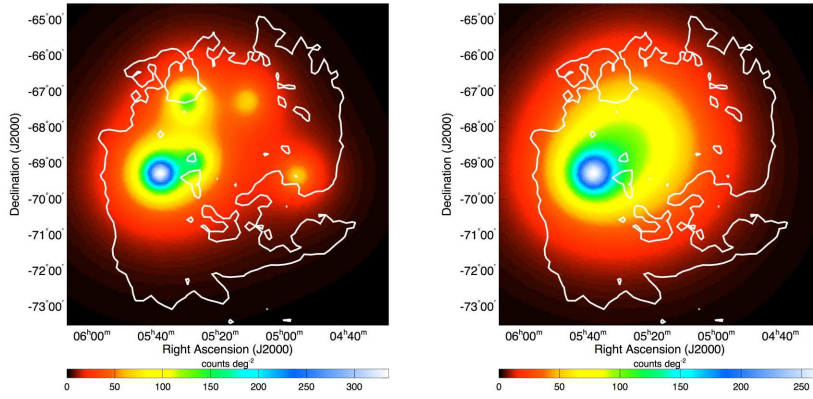 -65°00'
-66°00'
-67°00'
-68°00'
-69°00'
-70°00'
-71°00'
-72°00'
-73°00'
Declination (J2000)
06h00m 05h40m 05h20m 05h00m 04h40m
Right Ascension (J2000)
counts deg-2
0 50 100 150 200 250 300
-65°00'
-66°00'
-67°00'
-68°00'
-69°00'
-70°00'
-71°00'
-72°00'
-73°00'
Declination (J2000)
06h00m 05h40m 05h20m 05h00m 04h40m
Right Ascension (J2000)
counts deg-2
0 50 100 150 200 250